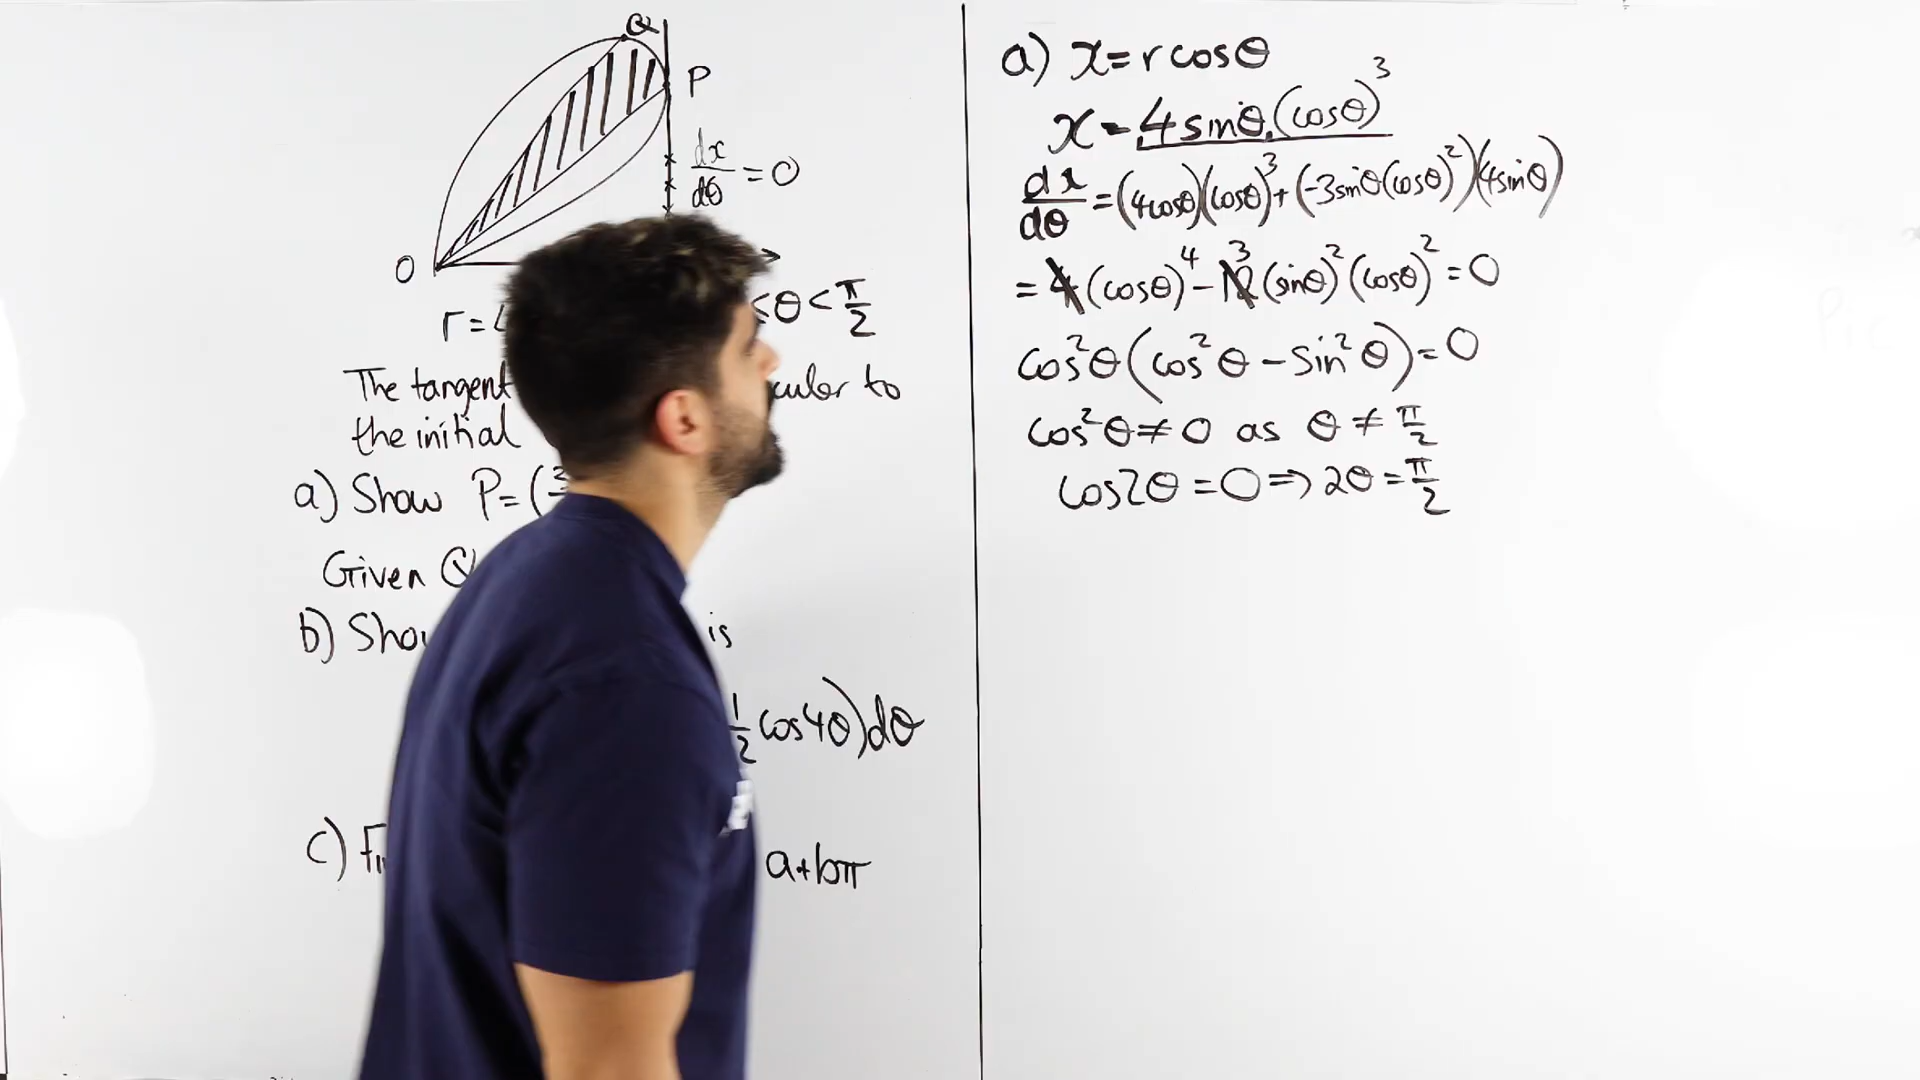 Q
P
dx/dθ = 0
O
r =
≤ θ < π/2
The tangent
cular to
the initial
a) Show P = (
Given Q
b) Show
is
1/2 cos4θ) dθ
c) Fin
a + bπ
a) x = r cosθ
x = 4 sinθ (cosθ)³
dx/dθ = (4cosθ)(cosθ)³ + (-3sinθ(cosθ)²)(4sinθ)
= 4(cosθ)⁴ - 12 3 (sinθ)² (cosθ)² = 0
cos²θ (cos²θ - sin²θ) = 0
cos²θ ≠ 0 as θ ≠ π/2
cos2θ = 0 ⇒ 2θ = π/2